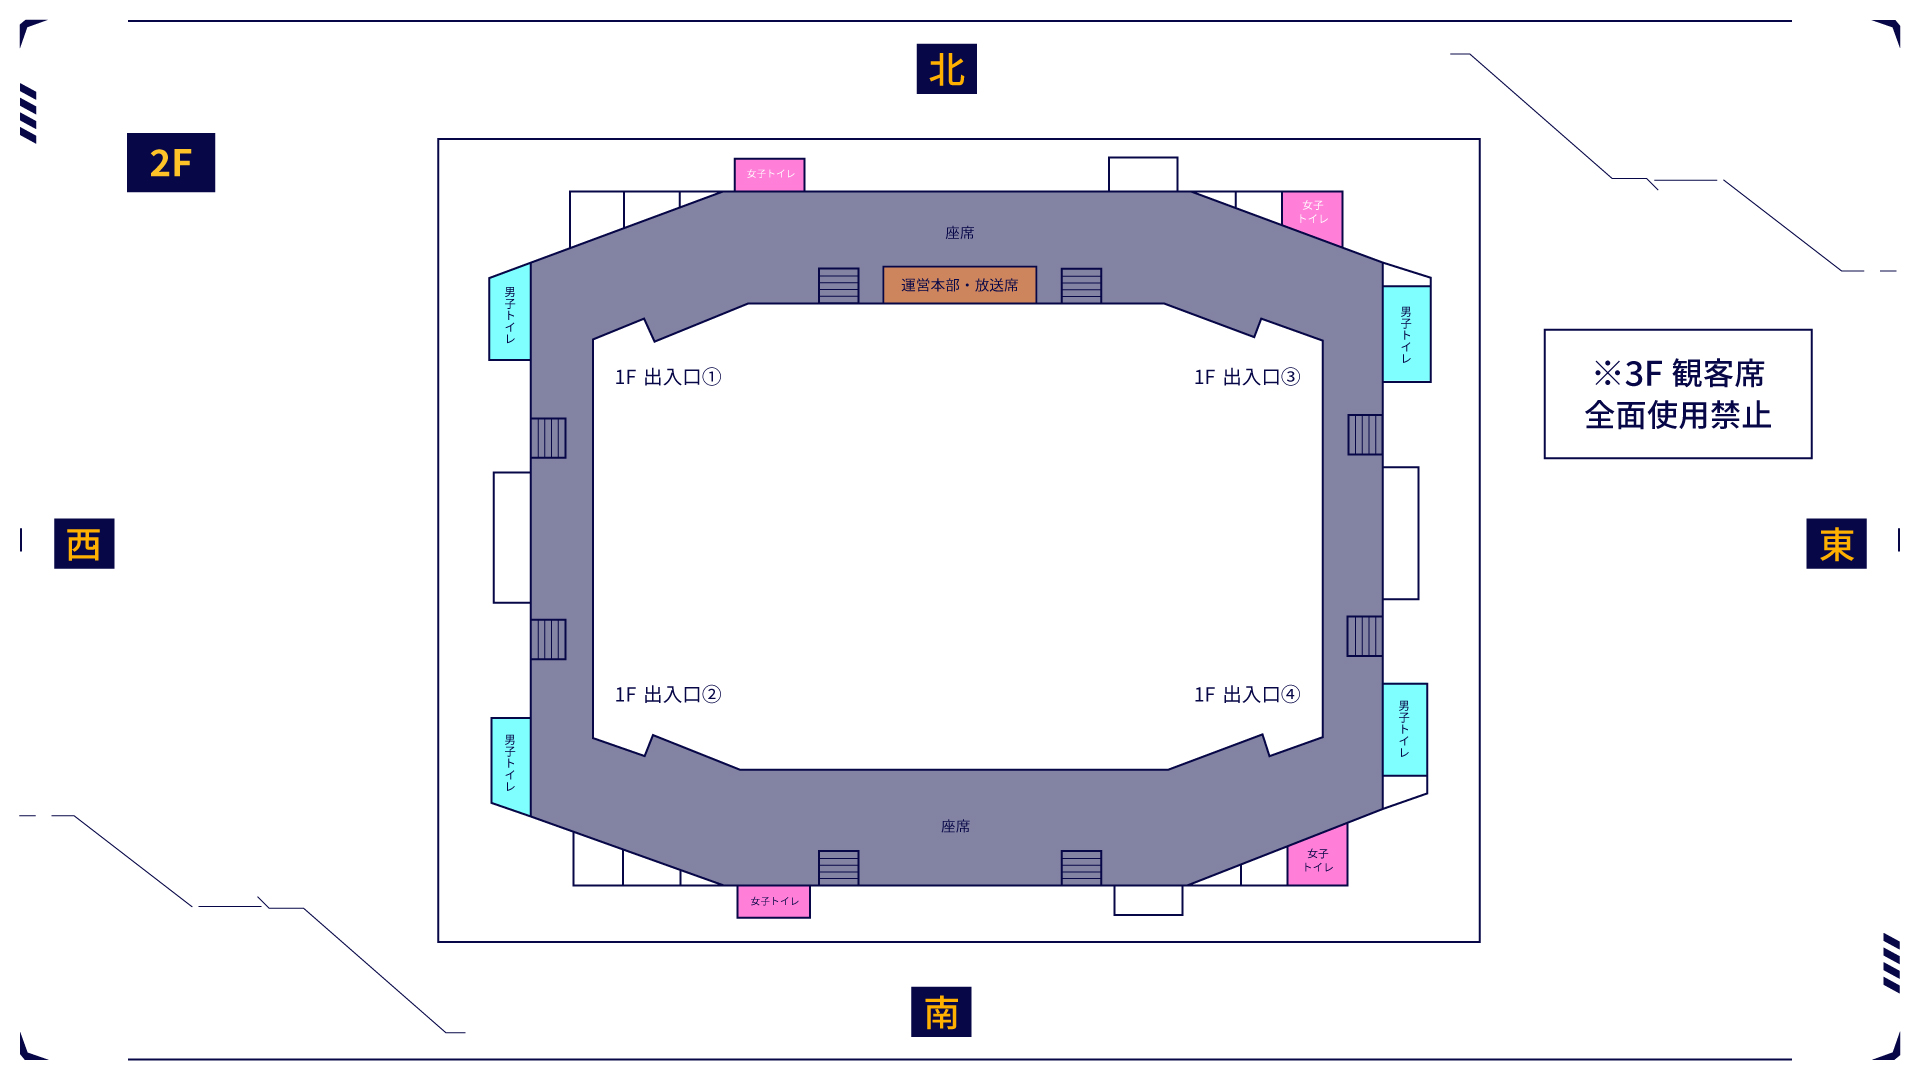 北
2F
女子トイレ
女子
トイレ
座席
運営本部・放送席
男子トイレ
男子トイレ
1F 出入口①
1F 出入口③
※3F 観客席
全面使用禁止
西
東
1F 出入口②
1F 出入口④
男子トイレ
男子トイレ
座席
女子
トイレ
女子トイレ
南